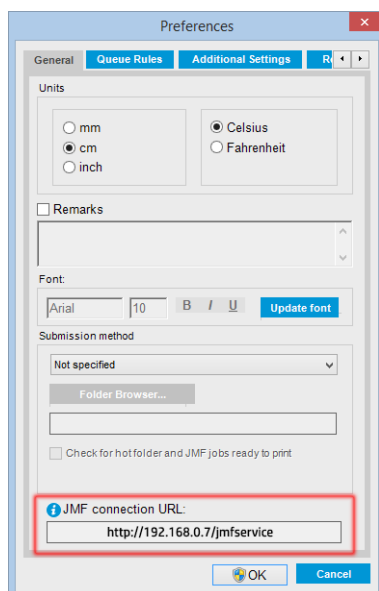 Preferences
General Queue Rules Additional Settings
Units
mm Celsius
cm Fahrenheit
inch
Remarks
Font:
Arial 10 B I U Update font
Submission method
Not specified
Folder Browser...
Check for hotfolder and JMF jobs ready to print
JMF connection URL:
http://192.168.0.7/jmfservice
OK Cancel